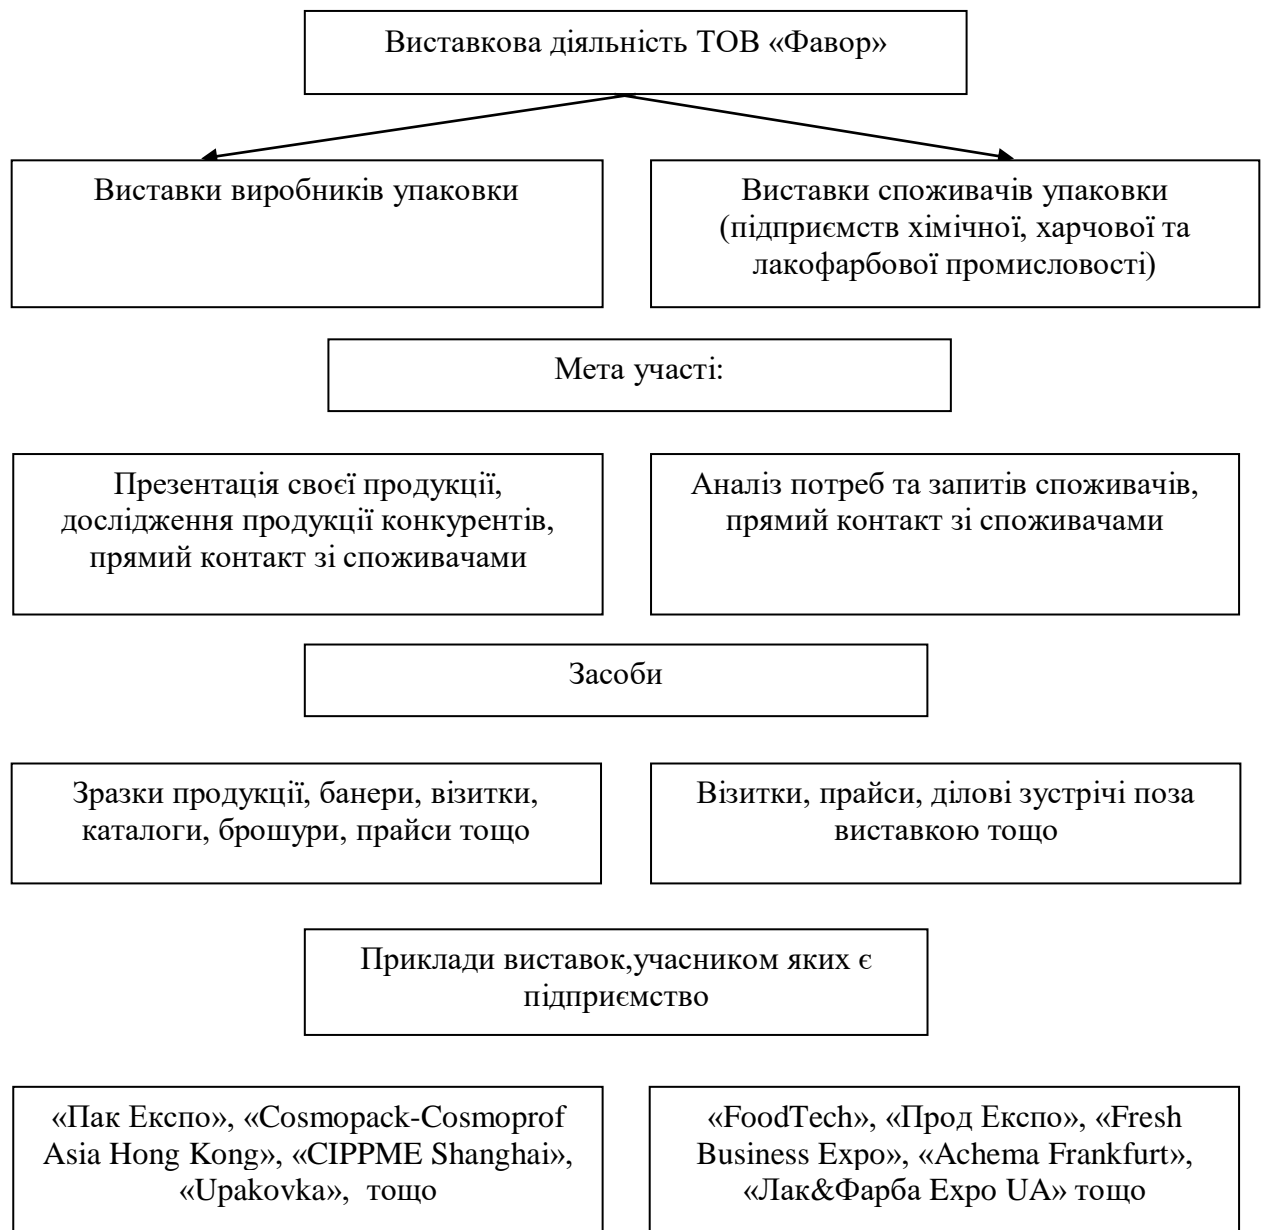 Виставкова діяльність ТОВ «Фавор»
Виставки виробників упаковки
Виставки споживачів упаковки
(підприємств хімічної, харчової та
лакофарбової промисловості)
Мета участі:
Презентація своєї продукції,
дослідження продукції конкурентів,
прямий контакт зі споживачами
Аналіз потреб та запитів споживачів,
прямий контакт зі споживачами
Засоби
Зразки продукції, банери, візитки,
каталоги, брошури, прайси тощо
Візитки, прайси, ділові зустрічі поза
виставкою тощо
Приклади виставок,учасником яких є
підприємство
«Пак Експо», «Cosmopack-Cosmoprof
Asia Hong Kong», «CIPPME Shanghai»,
«Upakovka», тощо
«FoodTech», «Прод Експо», «Fresh
Business Expo», «Achema Frankfurt»,
«Лак&Фарба Expo UA» тощо